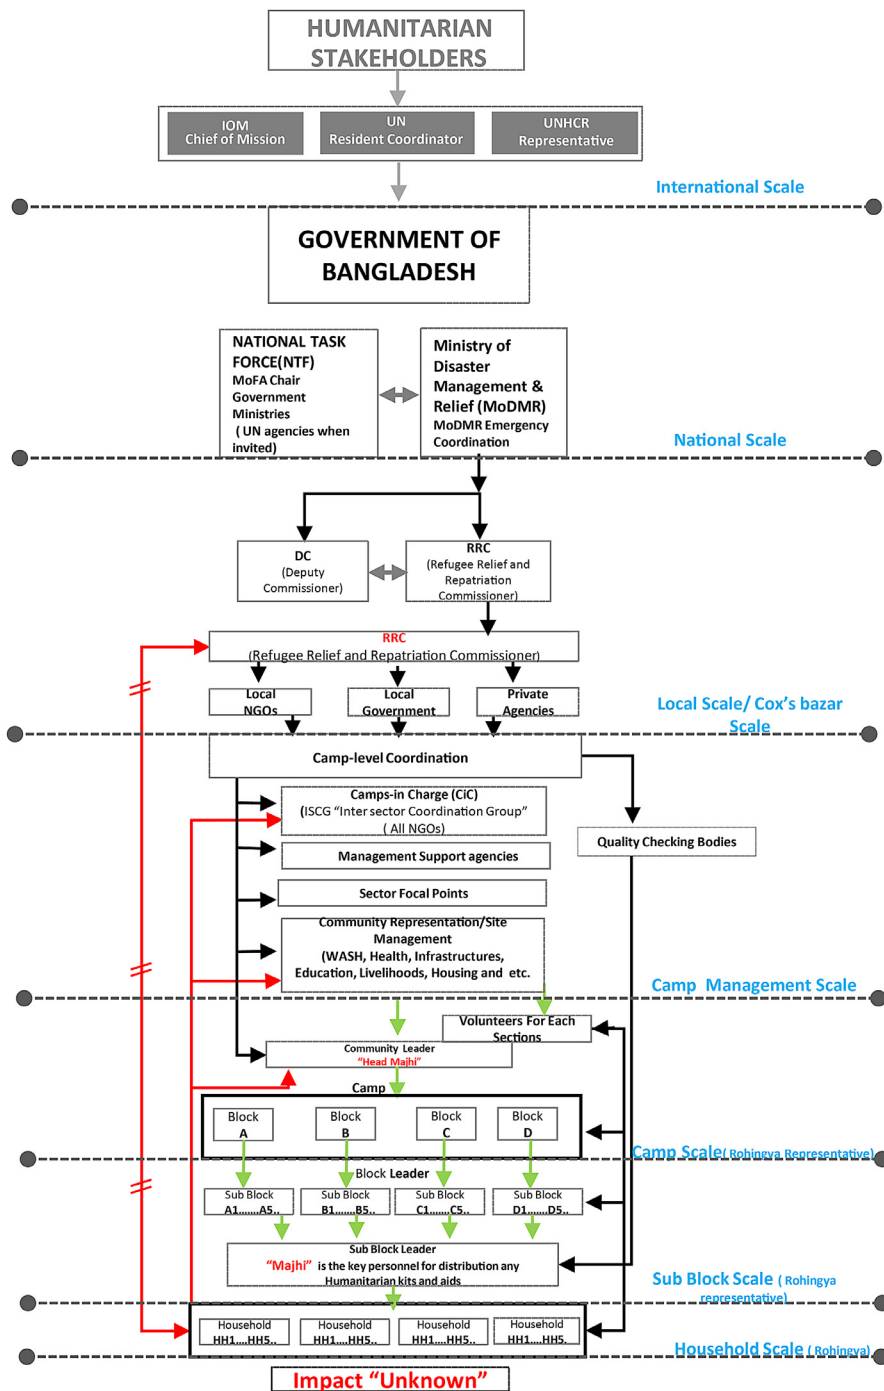 HUMANITARIAN
STAKEHOLDERS
IOM
Chief of Mission
UN
Resident Coordinator
UNHCR
Representative
International Scale
GOVERNMENT OF
BANGLADESH
NATIONAL TASK
FORCE(NTF)
MoFA Chair
Government
Ministries
( UN agencies when
invited)
Ministry of
Disaster
Management &
Relief (MoDMR)
MoDMR Emergency
Coordination
National Scale
DC
(Deputy
Commissioner)
RRC
(Refugee Relief and
Repatriation
Commissioner)
RRC
(Refugee Relief and Repatriation Commissioner)
Local
NGOs
Local
Government
Private
Agencies
Local Scale/ Cox's bazar
Scale
Camp-level Coordination
Camps-in Charge (CiC)
(ISCG "Inter sector Coordination Group"
( All NGOs)
Quality Checking Bodies
Management Support agencies
Sector Focal Points
Community Representation/Site
Management
(WASH, Health, Infrastructures,
Education, Livelihoods, Housing and etc.
Camp Management Scale
Volunteers For Each
Sections
Community Leader
"Head Majhi"
Camp
Block
A
Block
B
Block
C
Block
D
Camp Scale( Rohingya Representative)
Block Leader
Sub Block
A1.......A5..
Sub Block
B1.......B5..
Sub Block
C1.......C5..
Sub Block
D1.......D5..
Sub Block Leader
"Majhi" is the key personnel for distribution any
Humanitarian kits and aids
Sub Block Scale ( Rohingya
representative)
Household
HH1....HH5..
Household
HH1....HH5..
Household
HH1....HH5..
Household
HH1....HH5.
Household Scale ( Rohingya)
Impact "Unknown"